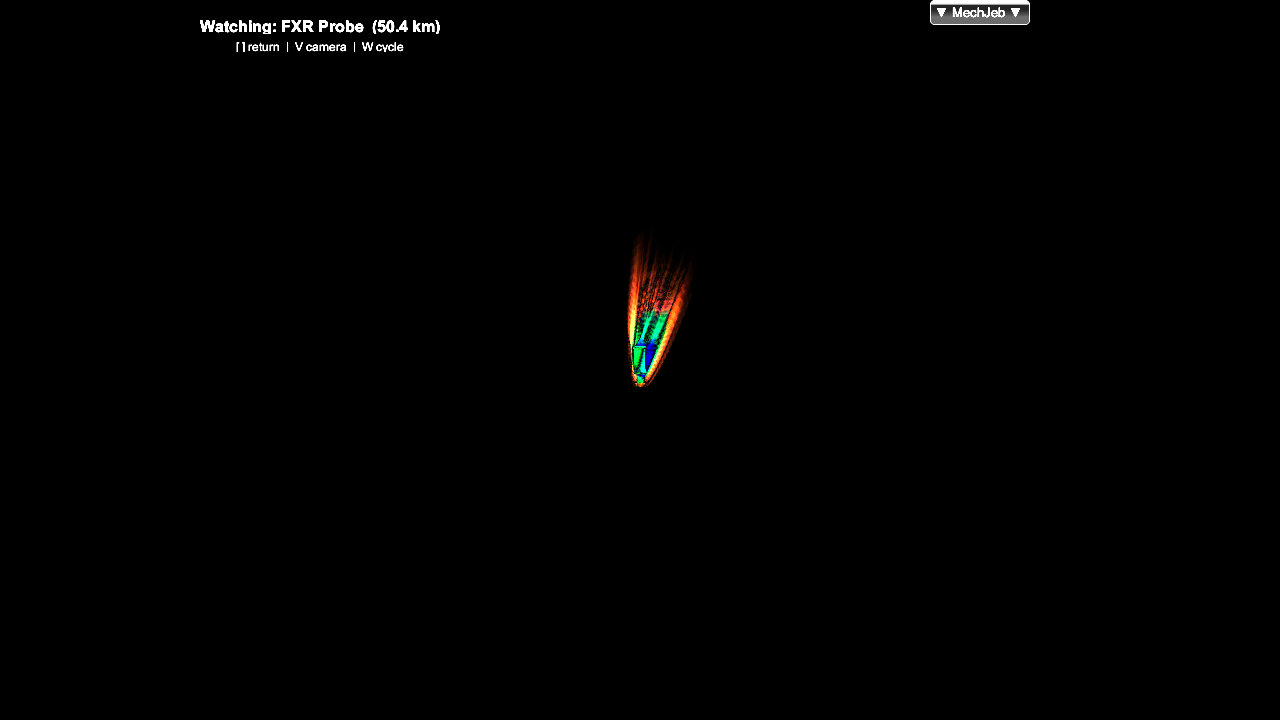 Watching: FXR Probe (50.4 km)
[ ] return | V camera | W cycle
▼ MechJeb ▼